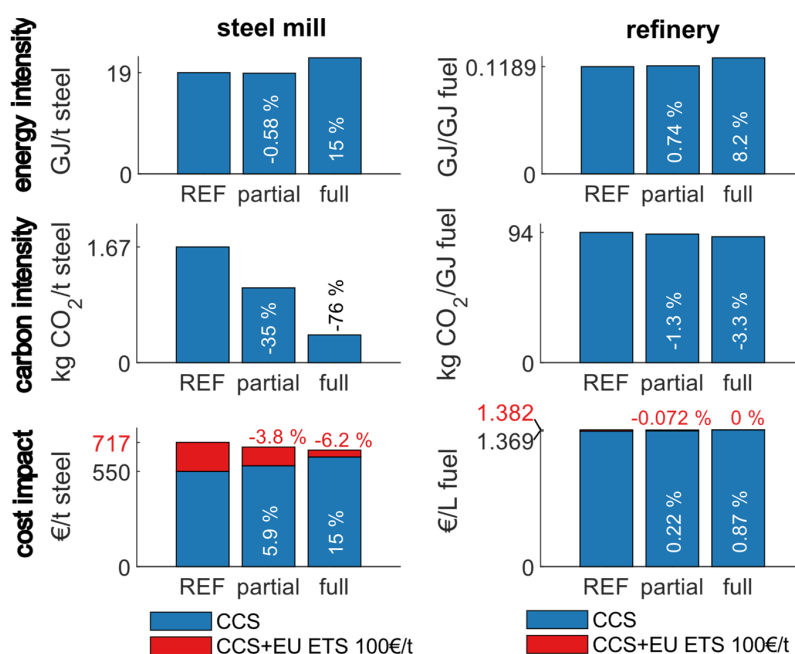 steel mill
refinery
energy intensity
GJ/t steel
19
0
-0.58 %
15 %
REF partial full
GJ/GJ fuel
0.1189
0
0.74 %
8.2 %
REF partial full
carbon intensity
kg CO2/t steel
1.67
0
-35 %
-76 %
REF partial full
kg CO2/GJ fuel
94
0
-1.3 %
-3.3 %
REF partial full
cost impact
€/t steel
717
550
0
-3.8 %
-6.2 %
5.9 %
15 %
REF partial full
€/L fuel
1.382
1.369
0
-0.072 %
0 %
0.22 %
0.87 %
REF partial full
CCS
CCS+EU ETS 100€/t
CCS
CCS+EU ETS 100€/t